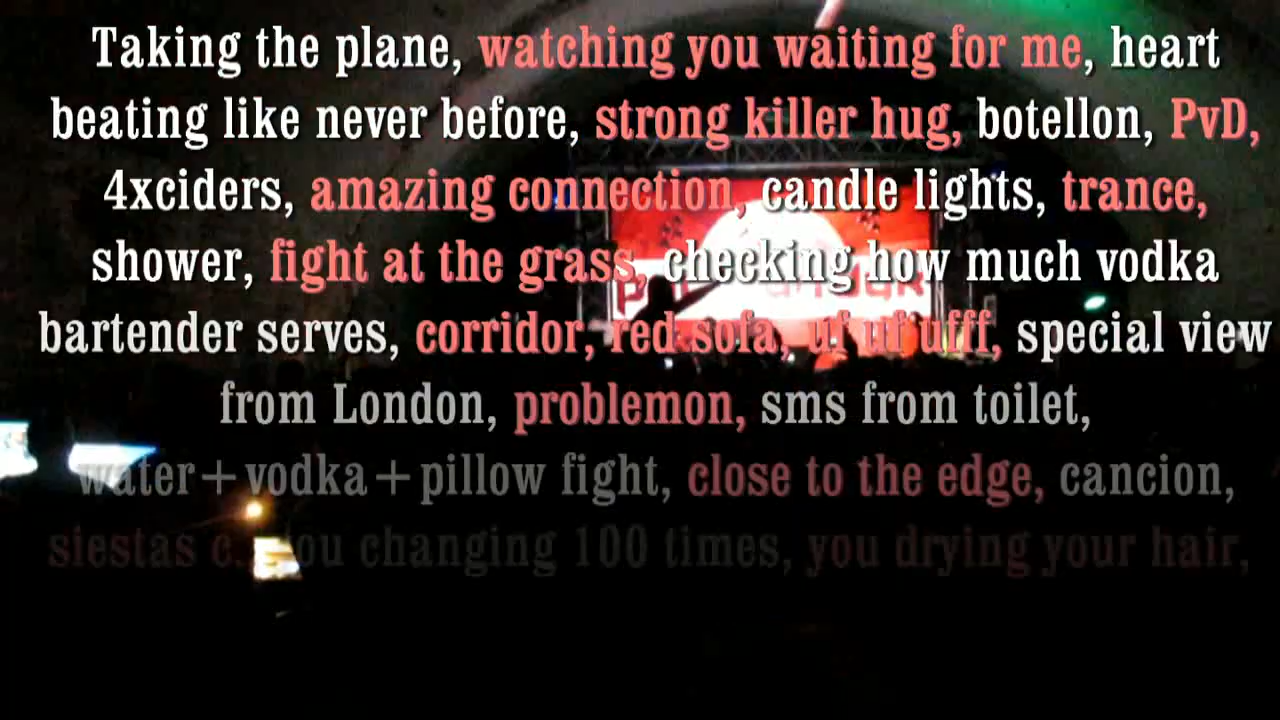 Taking the plane, watching you waiting for me, heart
beating like never before, strong killer hug, botellon, PvD,
4xciders, amazing connection, candle lights, trance,
shower, fight at the grass, checking how much vodka
bartender serves, corridor, red sofa, uf uf ufff, special view
from London, problemon, sms from toilet,
water+vodka+pillow fight, close to the edge, cancion,
siestas you changing 100 times, you drying your hair,